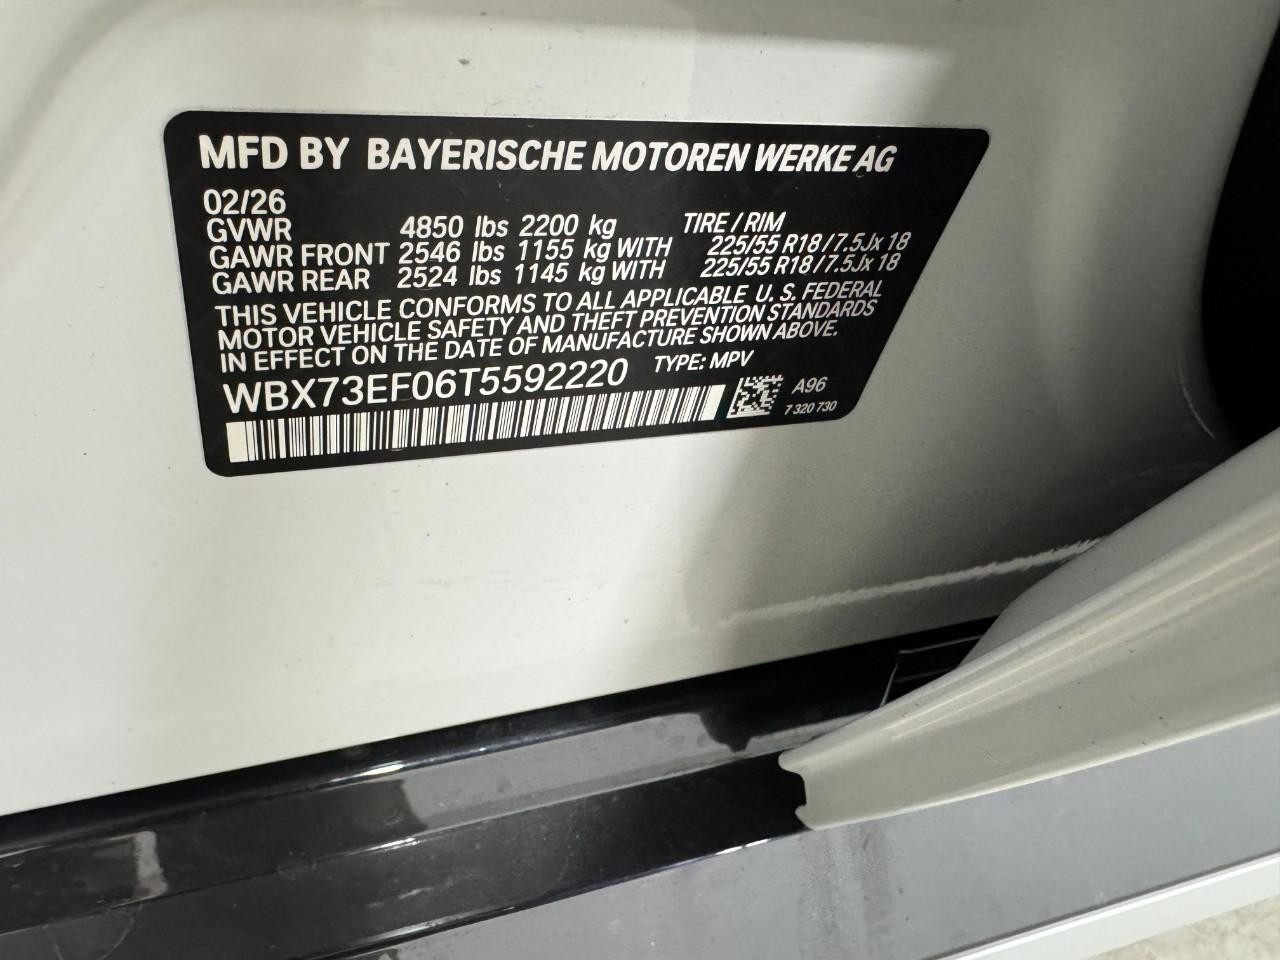 MFD BY BAYERISCHE MOTOREN WERKE AG
02/26
GVWR 4850 lbs 2200 kg TIRE / RIM
GAWR FRONT 2546 lbs 1155 kg WITH 225/55 R18 / 7.5Jx 18
GAWR REAR 2524 lbs 1145 kg WITH 225/55 R18 / 7.5Jx 18
THIS VEHICLE CONFORMS TO ALL APPLICABLE U. S. FEDERAL
MOTOR VEHICLE SAFETY AND THEFT PREVENTION STANDARDS
IN EFFECT ON THE DATE OF MANUFACTURE SHOWN ABOVE.
WBX73EF06T5592220 TYPE: MPV
A96
7 320 730